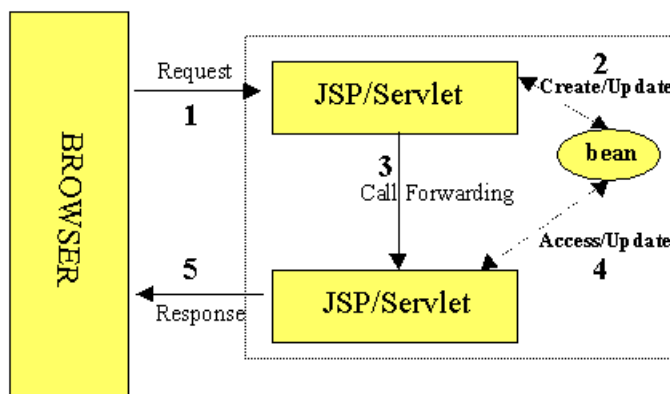 BROWSER
Request
1
JSP/Servlet
2
Create/Update
bean
3
Call Forwarding
Access/Update
4
5
Response
JSP/Servlet